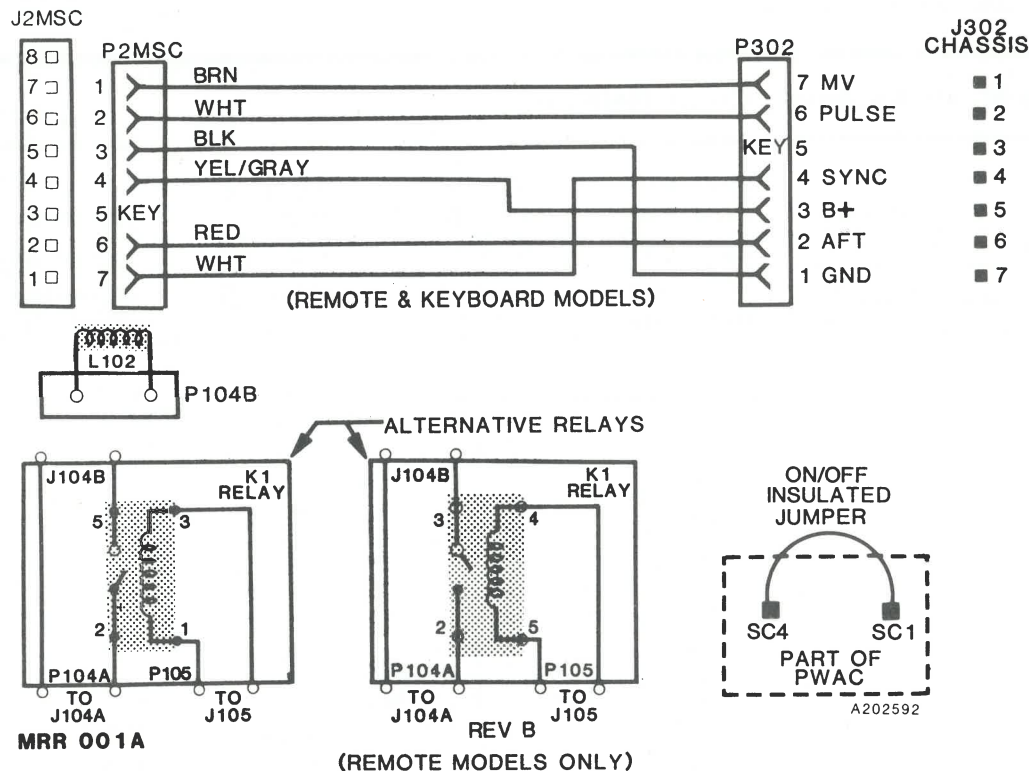 J2MSC
8
7
6
5
4
3
2
1
P2MSC
1 BRN
2 WHT
3 BLK
4 YEL/GRAY
5 KEY
6 RED
7 WHT
(REMOTE & KEYBOARD MODELS)
P302
7 MV
6 PULSE
KEY 5
4 SYNC
3 B+
2 AFT
1 GND
J302
CHASSIS
1
2
3
4
5
6
7
L102
P104B
ALTERNATIVE RELAYS
J104B
K1
RELAY
5
3
2
1
P104A
P105
TO
J104A
TO
J105
MRR 001A
J104B
K1
RELAY
3
4
2
5
P104A
P105
TO
J104A
TO
J105
REV B
(REMOTE MODELS ONLY)
ON/OFF
INSULATED
JUMPER
SC4
SC1
PART OF
PWAC
A202592